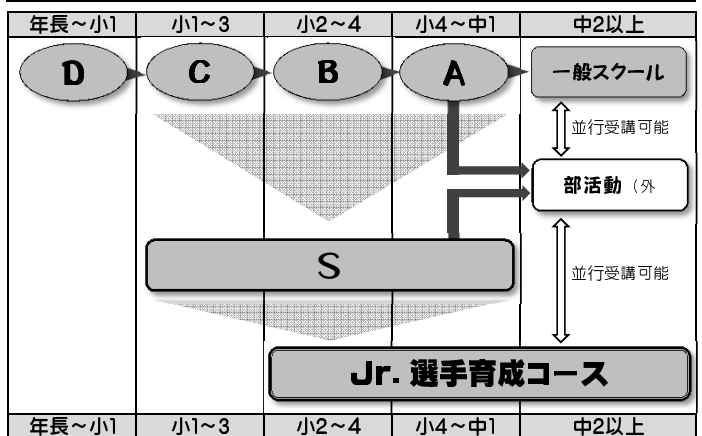 年長～小1 小1～3 小2～4 小4～中1 中2以上
D C B A 一般スクール
並行受講可能
部活動（外
S
並行受講可能
Jr. 選手育成コース
年長～小1 小1～3 小2～4 小4～中1 中2以上